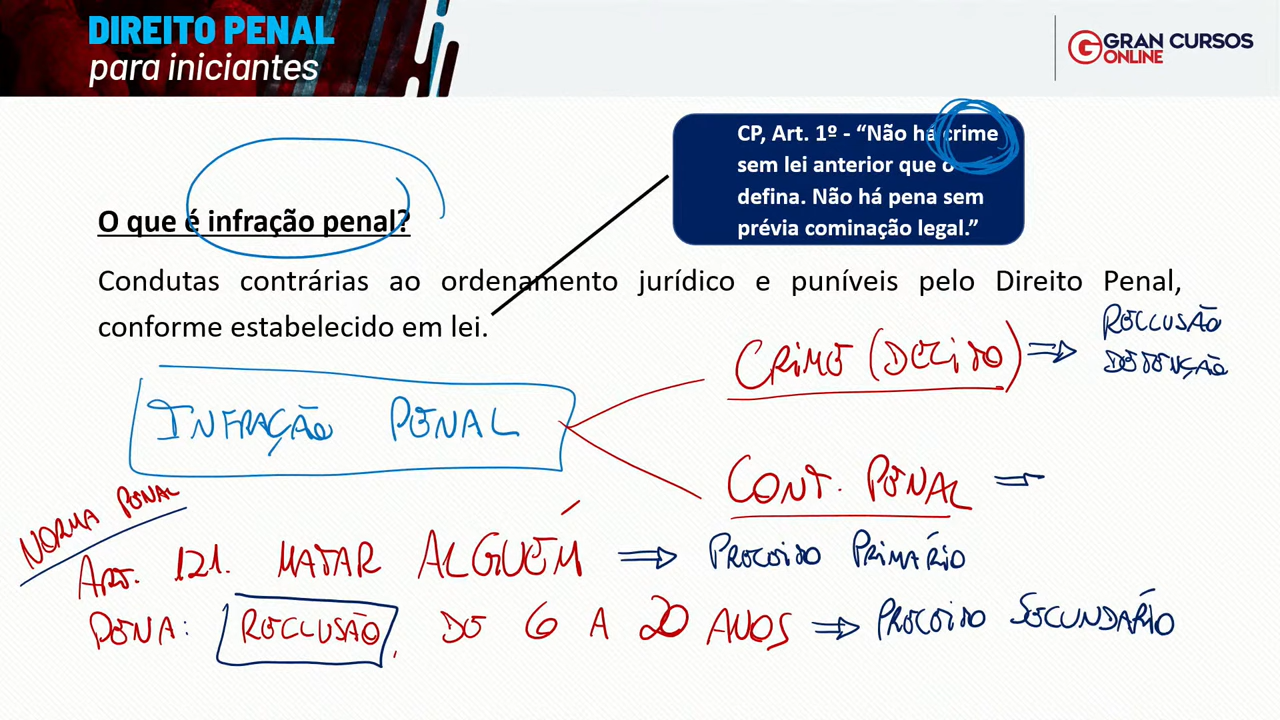 DIREITO PENAL
para iniciantes
GRAN CURSOS
ONLINE
CP, Art. 1º - “Não há crime
sem lei anterior que o
defina. Não há pena sem
prévia cominação legal.”
O que é infração penal?
Condutas contrárias ao ordenamento jurídico e puníveis pelo Direito Penal,
conforme estabelecido em lei.
RECLUSÃO
DETENÇÃO
CRIME (DELITO) ⇒
INFRAÇÃO PENAL
CONT. PENAL ⇒
NORMA PENAL
ART. 121. MATAR ALGUÉM ⇒ PRECEITO PRIMÁRIO
PENA: RECLUSÃO, DE 6 A 20 ANOS ⇒ PRECEITO SECUNDÁRIO